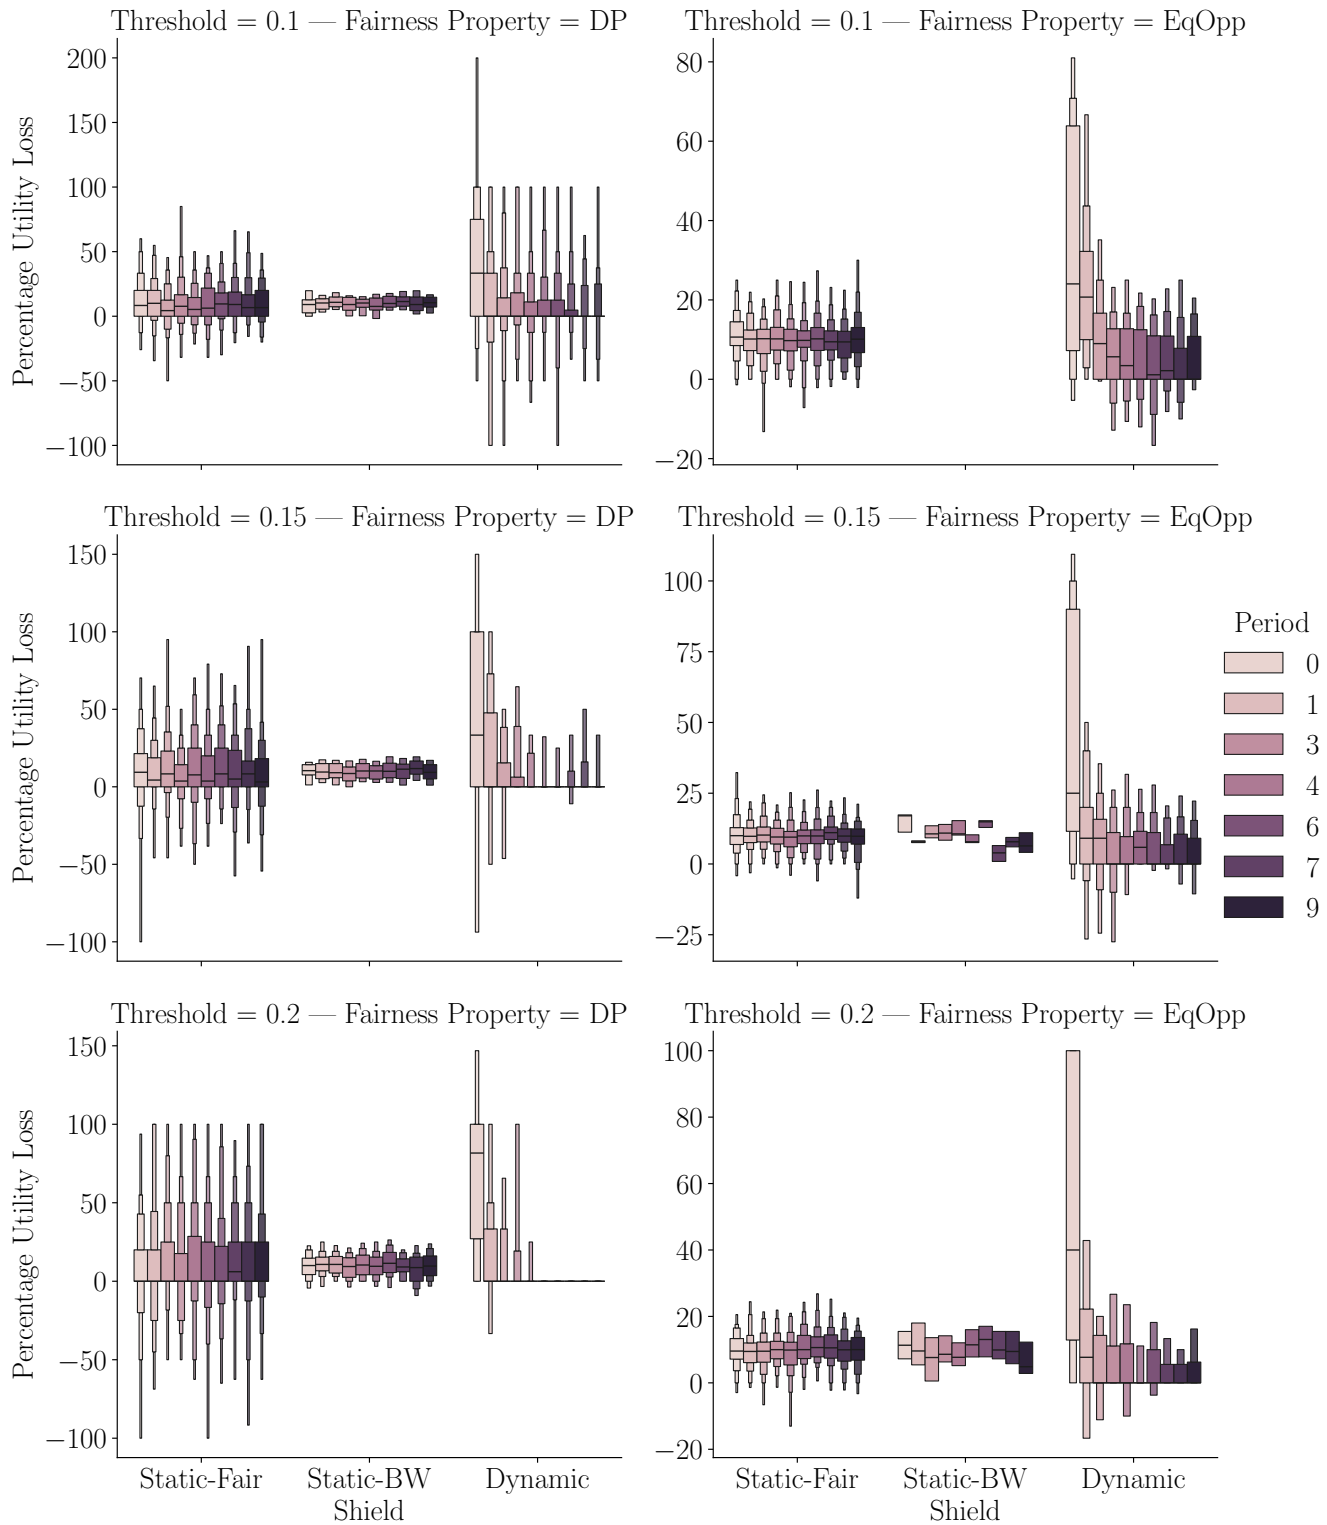 Threshold = 0.1 — Fairness Property = DP
Threshold = 0.1 — Fairness Property = EqOpp
Percentage Utility Loss
200
150
100
50
0
−50
−100
80
60
40
20
0
−20
Threshold = 0.15 — Fairness Property = DP
Threshold = 0.15 — Fairness Property = EqOpp
Percentage Utility Loss
150
100
50
0
−50
−100
100
75
50
25
0
−25
Period
0
1
3
4
6
7
9
Threshold = 0.2 — Fairness Property = DP
Threshold = 0.2 — Fairness Property = EqOpp
Percentage Utility Loss
150
100
50
0
−50
−100
100
80
60
40
20
0
−20
Static-Fair
Static-BW
Dynamic
Shield
Static-Fair
Static-BW
Dynamic
Shield